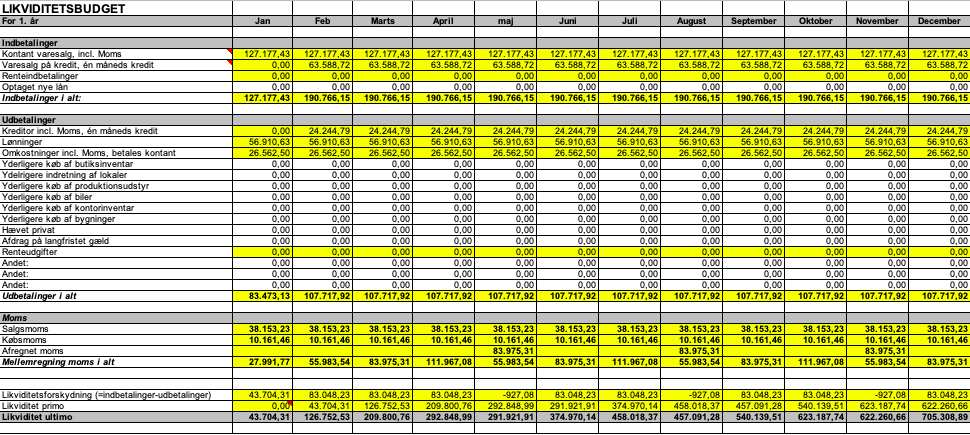 LIKVIDITETSBUDGET
For 1. år Jan Feb Marts April maj Juni Juli August September Oktober November December
Indbetalinger
Kontant varesalg, incl. Moms 127.177,43 127.177,43 127.177,43 127.177,43 127.177,43 127.177,43 127.177,43 127.177,43 127.177,43 127.177,43 127.177,43 127.177,43
Varesalg på kredit, én måneds kredit 0,00 63.588,72 63.588,72 63.588,72 63.588,72 63.588,72 63.588,72 63.588,72 63.588,72 63.588,72 63.588,72 63.588,72
Renteindbetalinger 0,00 0,00 0,00 0,00 0,00 0,00 0,00 0,00 0,00 0,00 0,00 0,00
Optaget nye lån 0,00 0,00 0,00 0,00 0,00 0,00 0,00 0,00 0,00 0,00 0,00 0,00
Indbetalinger i alt: 127.177,43 190.766,15 190.766,15 190.766,15 190.766,15 190.766,15 190.766,15 190.766,15 190.766,15 190.766,15 190.766,15 190.766,15
Udbetalinger
Kreditor incl. Moms, én måneds kredit 0,00 24.244,79 24.244,79 24.244,79 24.244,79 24.244,79 24.244,79 24.244,79 24.244,79 24.244,79 24.244,79 24.244,79
Lønninger 56.910,63 56.910,63 56.910,63 56.910,63 56.910,63 56.910,63 56.910,63 56.910,63 56.910,63 56.910,63 56.910,63 56.910,63
Omkostninger incl. Moms, betales kontant 26.562,50 26.562,50 26.562,50 26.562,50 26.562,50 26.562,50 26.562,50 26.562,50 26.562,50 26.562,50 26.562,50 26.562,50
Yderligere køb af butiksinventar 0,00 0,00 0,00 0,00 0,00 0,00 0,00 0,00 0,00 0,00 0,00 0,00
Ydelrigere indretning af lokaler 0,00 0,00 0,00 0,00 0,00 0,00 0,00 0,00 0,00 0,00 0,00 0,00
Yderligere køb af produktionsudstyr 0,00 0,00 0,00 0,00 0,00 0,00 0,00 0,00 0,00 0,00 0,00 0,00
Yderligere køb af biler 0,00 0,00 0,00 0,00 0,00 0,00 0,00 0,00 0,00 0,00 0,00 0,00
Yderligere køb af kontorinventar 0,00 0,00 0,00 0,00 0,00 0,00 0,00 0,00 0,00 0,00 0,00 0,00
Yderligere køb af bygninger 0,00 0,00 0,00 0,00 0,00 0,00 0,00 0,00 0,00 0,00 0,00 0,00
Hævet privat 0,00 0,00 0,00 0,00 0,00 0,00 0,00 0,00 0,00 0,00 0,00 0,00
Afdrag på langfristet gæld 0,00 0,00 0,00 0,00 0,00 0,00 0,00 0,00 0,00 0,00 0,00 0,00
Renteudgifter 0,00 0,00 0,00 0,00 0,00 0,00 0,00 0,00 0,00 0,00 0,00 0,00
Andet: 0,00 0,00 0,00 0,00 0,00 0,00 0,00 0,00 0,00 0,00 0,00 0,00
Andet: 0,00 0,00 0,00 0,00 0,00 0,00 0,00 0,00 0,00 0,00 0,00 0,00
Andet: 0,00 0,00 0,00 0,00 0,00 0,00 0,00 0,00 0,00 0,00 0,00 0,00
Udbetalinger i alt 83.473,13 107.717,92 107.717,92 107.717,92 107.717,92 107.717,92 107.717,92 107.717,92 107.717,92 107.717,92 107.717,92 107.717,92
Moms
Salgsmoms 38.153,23 38.153,23 38.153,23 38.153,23 38.153,23 38.153,23 38.153,23 38.153,23 38.153,23 38.153,23 38.153,23 38.153,23
Købsmoms 10.161,46 10.161,46 10.161,46 10.161,46 10.161,46 10.161,46 10.161,46 10.161,46 10.161,46 10.161,46 10.161,46 10.161,46
Afregnet moms 83.975,31 83.975,31 83.975,31
Mellemregning moms i alt 27.991,77 55.983,54 83.975,31 111.967,08 55.983,54 83.975,31 111.967,08 55.983,54 83.975,31 111.967,08 55.983,54 83.975,31
Likviditetsforskydning (=indbetalinger-udbetalinger) 43.704,31 83.048,23 83.048,23 83.048,23 -927,08 83.048,23 83.048,23 -927,08 83.048,23 83.048,23 -927,08 83.048,23
Likviditet primo 0,00 43.704,31 126.752,53 209.800,76 292.848,99 291.921,91 374.970,14 458.018,37 457.091,28 540.139,51 623.187,74 622.260,66
Likviditet ultimo 43.704,31 126.752,53 209.800,76 292.848,99 291.921,91 374.970,14 458.018,37 457.091,28 540.139,51 623.187,74 622.260,66 705.308,89